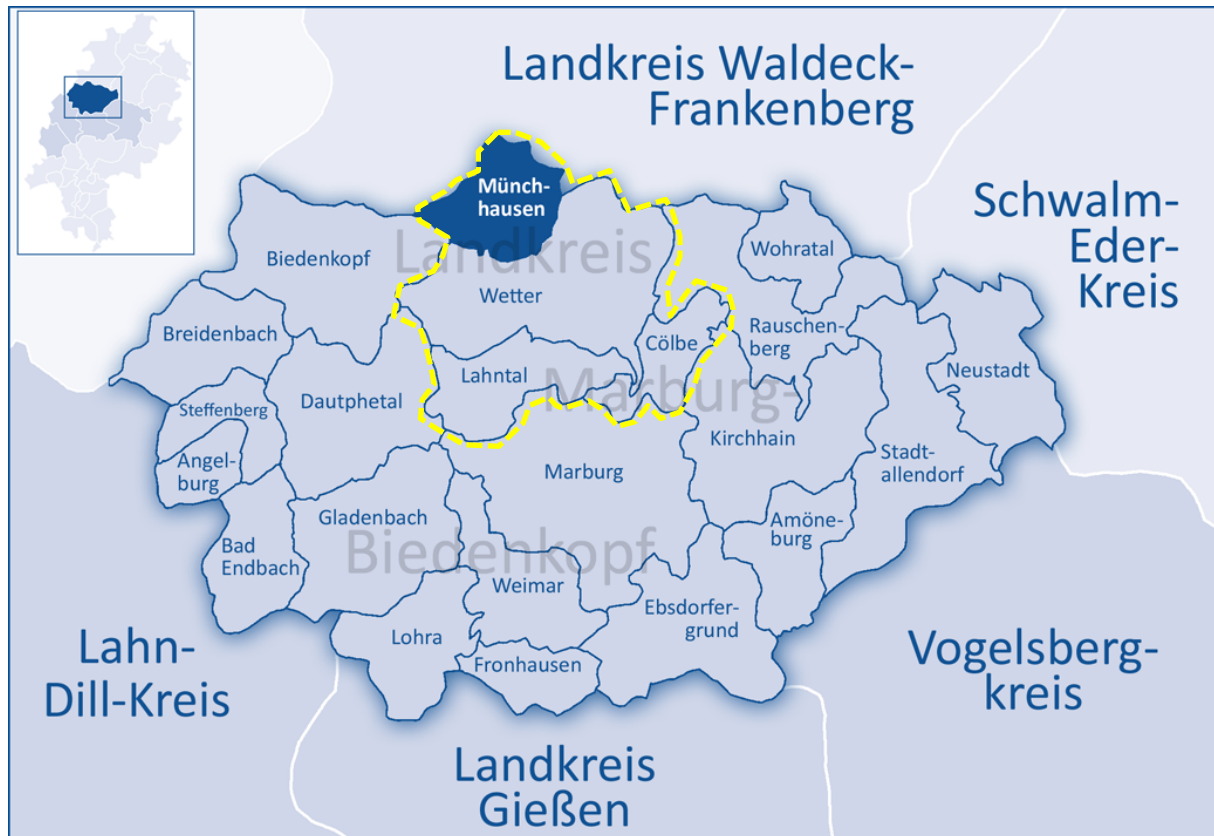 Landkreis Waldeck-
Frankenberg
Schwalm-
Eder-
Kreis
Münch-
hausen
Landkreis
Biedenkopf
Wohratal
Wetter
Breidenbach
Rauschen-
berg
Cölbe
Lahntal
Neustadt
Marburg-
Dautphetal
Steffenberg
Kirchhain
Angel-
burg
Stadt-
allendorf
Marburg
Gladenbach
Amöne-
burg
Bad
Endbach
Biedenkopf
Weimar
Ebsdorfer-
grund
Lohra
Fronhausen
Lahn-
Dill-Kreis
Vogelsberg-
kreis
Landkreis
Gießen